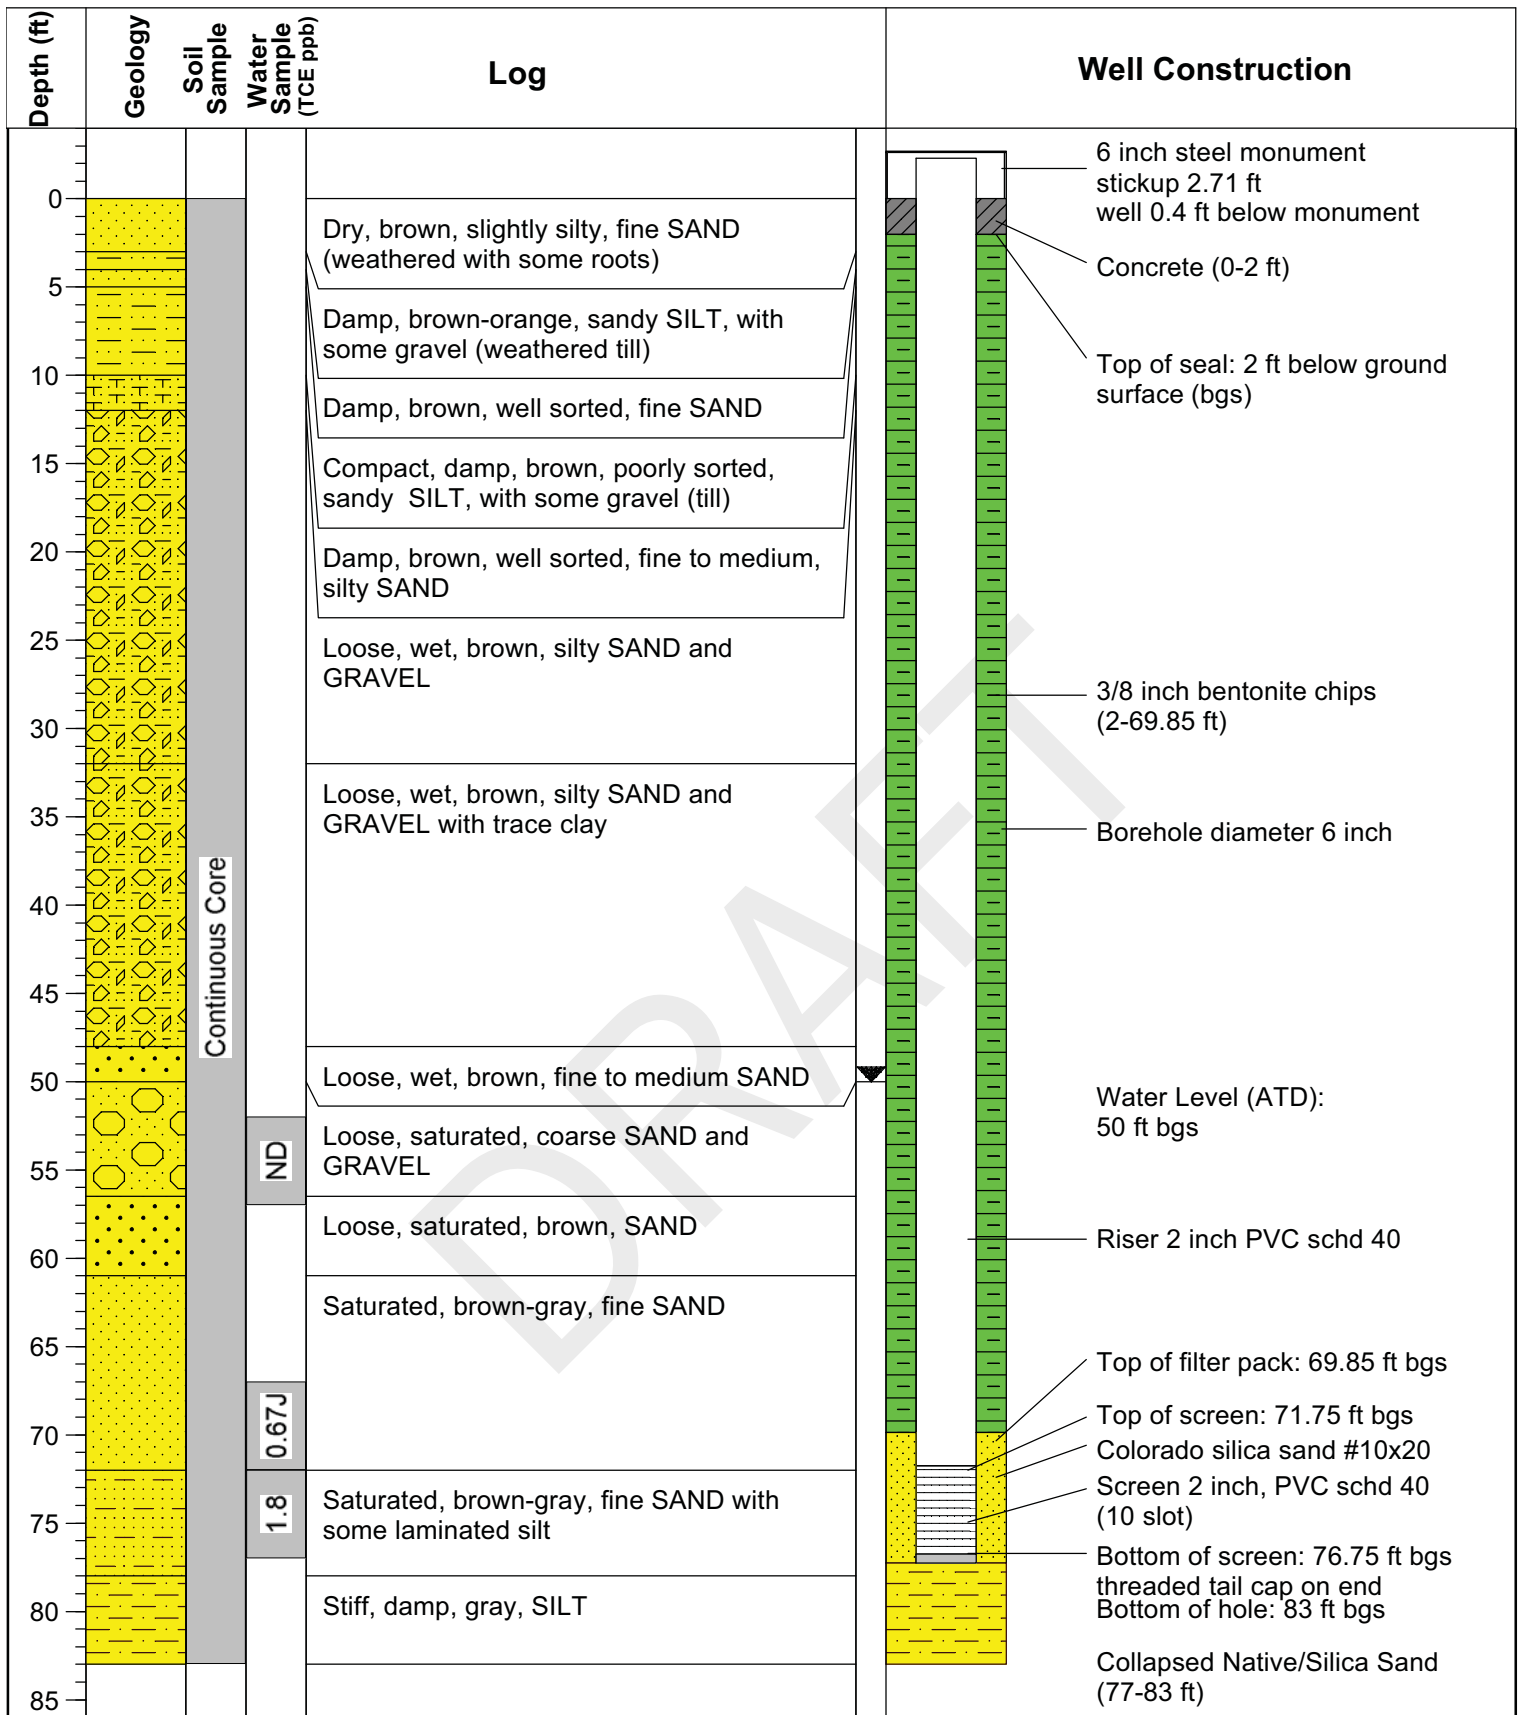 Depth (ft)
Geology
Soil
Sample
Water
Sample
(TCE ppb)
Log
Well Construction
0
5
10
15
20
25
30
35
40
45
50
55
60
65
70
75
80
85
Continuous Core
ND
0.67J
1.8
Dry, brown, slightly silty, fine SAND
(weathered with some roots)
Damp, brown-orange, sandy SILT, with
some gravel (weathered till)
Damp, brown, well sorted, fine SAND
Compact, damp, brown, poorly sorted,
sandy SILT, with some gravel (till)
Damp, brown, well sorted, fine to medium,
silty SAND
Loose, wet, brown, silty SAND and
GRAVEL
Loose, wet, brown, silty SAND and
GRAVEL with trace clay
Loose, wet, brown, fine to medium SAND
Loose, saturated, coarse SAND and
GRAVEL
Loose, saturated, brown, SAND
Saturated, brown-gray, fine SAND
Saturated, brown-gray, fine SAND with
some laminated silt
Stiff, damp, gray, SILT
6 inch steel monument
stickup 2.71 ft
well 0.4 ft below monument
Concrete (0-2 ft)
Top of seal: 2 ft below ground
surface (bgs)
3/8 inch bentonite chips
(2-69.85 ft)
Borehole diameter 6 inch
Water Level (ATD):
50 ft bgs
Riser 2 inch PVC schd 40
Top of filter pack: 69.85 ft bgs
Top of screen: 71.75 ft bgs
Colorado silica sand #10x20
Screen 2 inch, PVC schd 40
(10 slot)
Bottom of screen: 76.75 ft bgs
threaded tail cap on end
Bottom of hole: 83 ft bgs
Collapsed Native/Silica Sand
(77-83 ft)
DRAFT